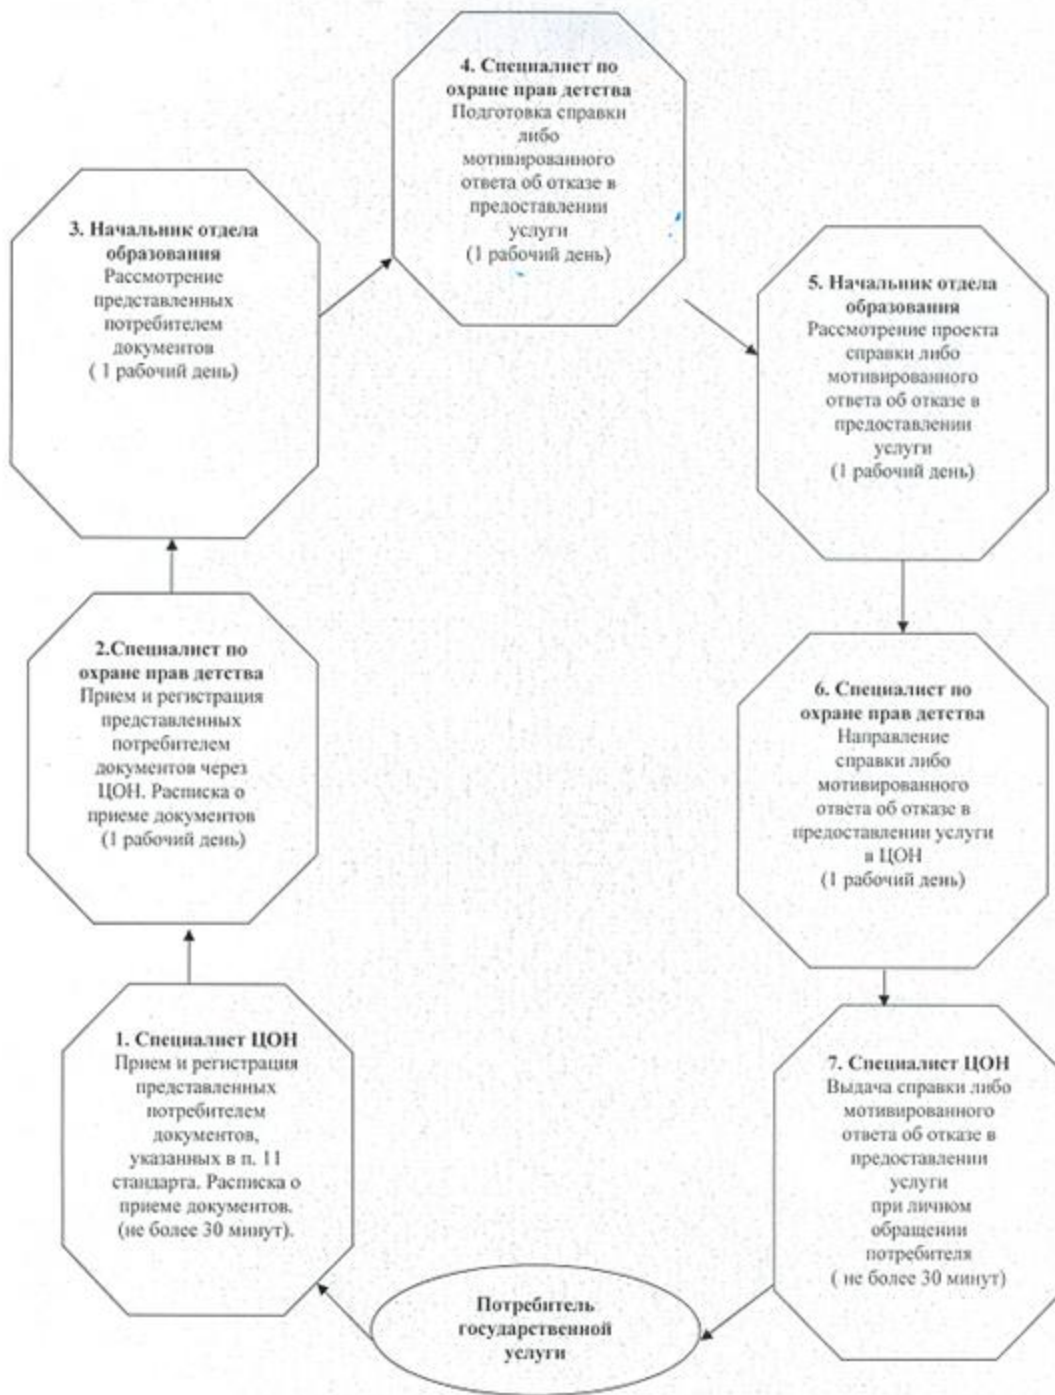 4. Специалист по
охране прав детства
Подготовка справки
либо
мотивированного
ответа об отказе в
предоставлении
услуги
(1 рабочий день)
3. Начальник отдела
образования
Рассмотрение
представленных
потребителем
документов
( 1 рабочий день)
5. Начальник отдела
образования
Рассмотрение проекта
справки либо
мотивированного
ответа об отказе в
предоставлении
услуги
(1 рабочий день)
2.Специалист по
охране прав детства
Прием и регистрация
представленных
потребителем
документов через
ЦОН. Расписка о
приеме документов
(1 рабочий день)
6. Специалист по
охране прав детства
Направление
справки либо
мотивированного
ответа об отказе в
предоставлении услуги
в ЦОН
(1 рабочий день)
1. Специалист ЦОН
Прием и регистрация
представленных
потребителем
документов,
указанных в п. 11
стандарта. Расписка о
приеме документов.
(не более 30 минут).
7. Специалист ЦОН
Выдача справки либо
мотивированного
ответа об отказе в
предоставлении
услуги
при личном
обращении
потребителя
( не более 30 минут)
Потребитель
государственной
услуги